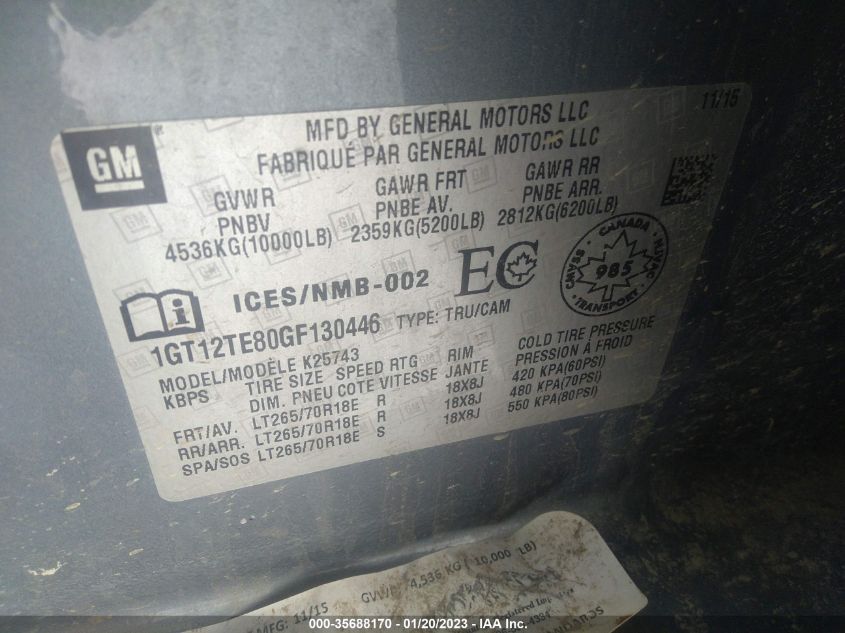 11/15
GM
MFD BY GENERAL MOTORS LLC
FABRIQUE PAR GENERAL MOTORS LLC
GVWR GAWR FRT GAWR RR
PNBV PNBE AV. PNBE ARR.
4536KG(10000LB) 2359KG(5200LB) 2812KG(6200LB)
ICES/NMB-002 EC
CANADA
985
TRANSPORT
1GT12TE80GF130446 TYPE: TRU/CAM
MODEL/MODÈLE K25743
KBPS TIRE SIZE SPEED RTG RIM COLD TIRE PRESSURE
DIM. PNEU COTE VITESSE JANTE PRESSION À FROID
FRT/AV. LT265/70R18E R 18X8J 420 KPA(60PSI)
RR/ARR. LT265/70R18E R 18X8J 480 KPA(70PSI)
SPA/SOS LT265/70R18E S 18X8J 550 KPA(80PSI)
MFG: 11/15 GVWR 4,536 KG ( 10,000 LB)
000-35688170 - 01/20/2023 - IAA Inc.